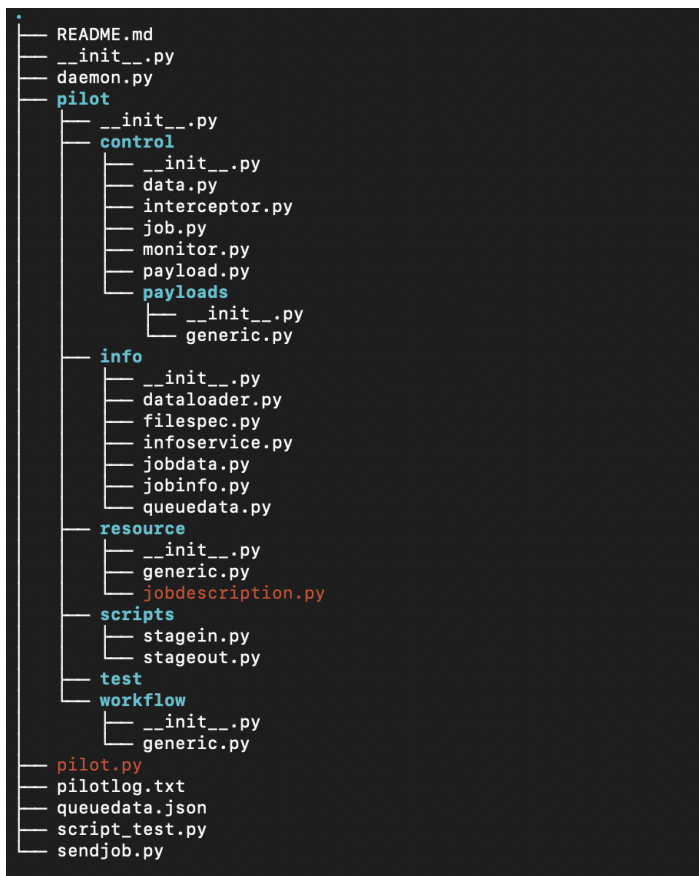 .
├── README.md
├── __init__.py
├── daemon.py
├── pilot
│   ├── __init__.py
│   ├── control
│   │   ├── __init__.py
│   │   ├── data.py
│   │   ├── interceptor.py
│   │   ├── job.py
│   │   ├── monitor.py
│   │   ├── payload.py
│   │   └── payloads
│   │       ├── __init__.py
│   │       └── generic.py
│   ├── info
│   │   ├── __init__.py
│   │   ├── dataloader.py
│   │   ├── filespec.py
│   │   ├── infoservice.py
│   │   ├── jobdata.py
│   │   ├── jobinfo.py
│   │   └── queuedata.py
│   ├── resource
│   │   ├── __init__.py
│   │   ├── generic.py
│   │   └── jobdescription.py
│   ├── scripts
│   │   ├── stagein.py
│   │   └── stageout.py
│   ├── test
│   └── workflow
│       ├── __init__.py
│       └── generic.py
├── pilot.py
├── pilotlog.txt
├── queuedata.json
├── script_test.py
└── sendjob.py